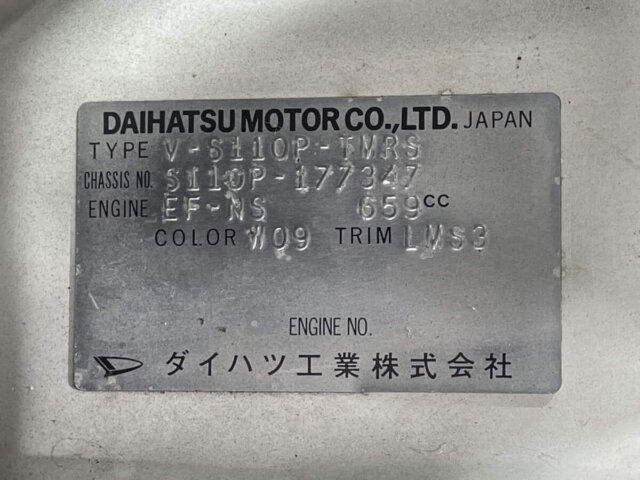 DAIHATSU MOTOR CO.,LTD. JAPAN
TYPE V-S110P-TMRS
CHASSIS NO. S110P-177347
ENGINE EF-NS 659CC
COLOR W09 TRIM LMS3
ENGINE NO.
ダイハツ工業株式会社